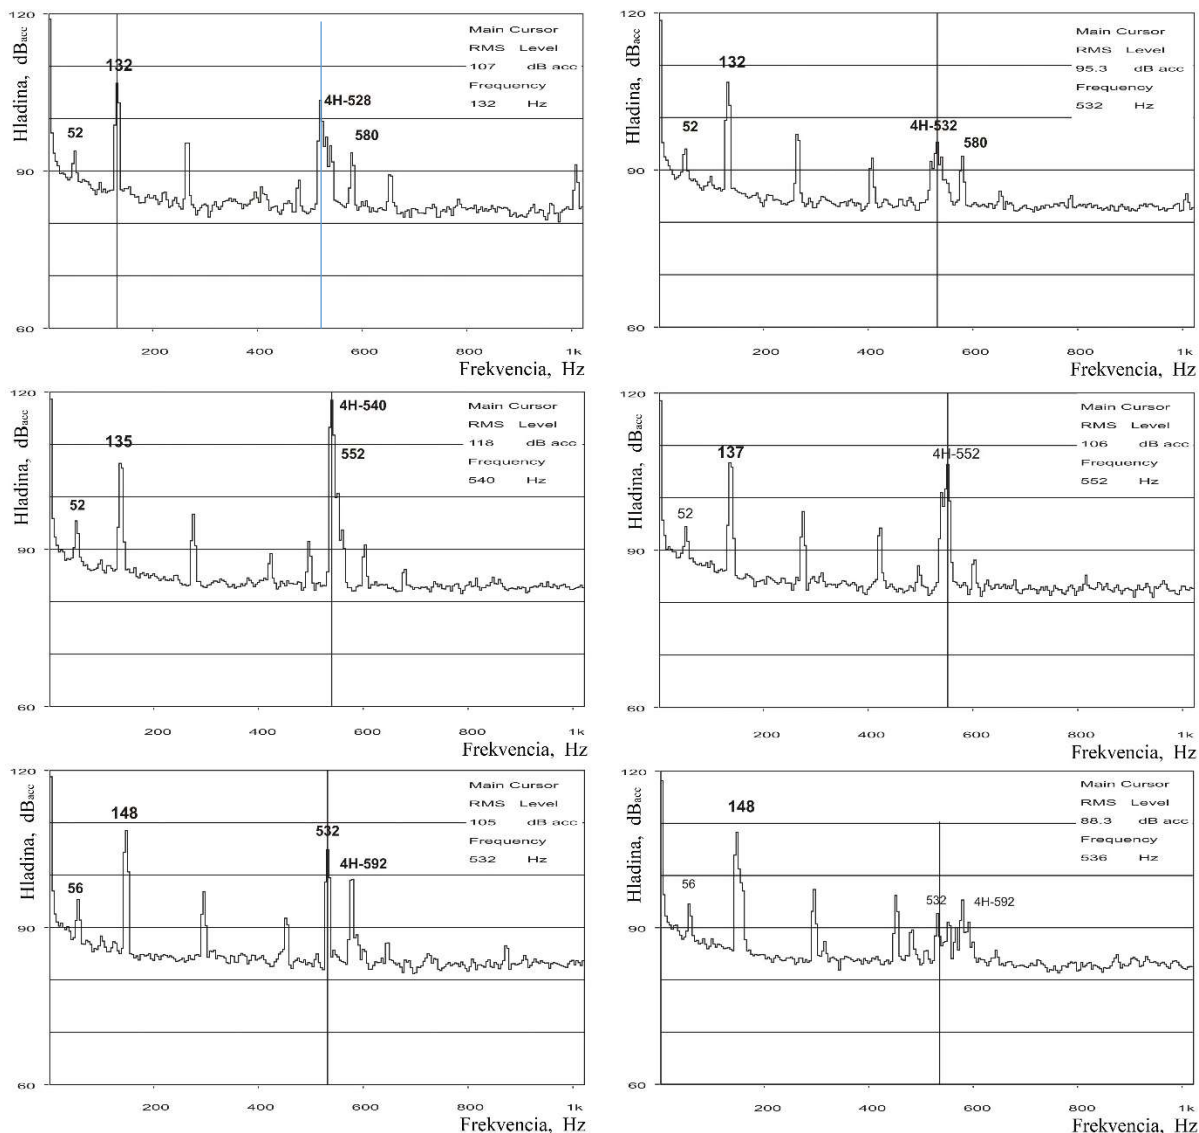 120
Hladina, dBacc
90
60
132
52
4H-528
580
Main Cursor
RMS Level
107 dB acc
Frequency
132 Hz
200 400 600 800 1k
Frekvencia, Hz
120
Hladina, dBacc
90
60
132
52
4H-532
580
Main Cursor
RMS Level
95.3 dB acc
Frequency
532 Hz
200 400 600 800 1k
Frekvencia, Hz
120
Hladina, dBacc
90
60
135
52
4H-540
552
Main Cursor
RMS Level
118 dB acc
Frequency
540 Hz
200 400 600 800 1k
Frekvencia, Hz
120
Hladina, dBacc
90
60
137
52
4H-552
Main Cursor
RMS Level
106 dB acc
Frequency
552 Hz
200 400 600 800 1k
Frekvencia, Hz
120
Hladina, dBacc
90
60
148
56
532
4H-592
Main Cursor
RMS Level
105 dB acc
Frequency
532 Hz
200 400 600 800 1k
Frekvencia, Hz
120
Hladina, dBacc
90
60
148
56
532
4H-592
Main Cursor
RMS Level
88.3 dB acc
Frequency
536 Hz
200 400 600 800 1k
Frekvencia, Hz